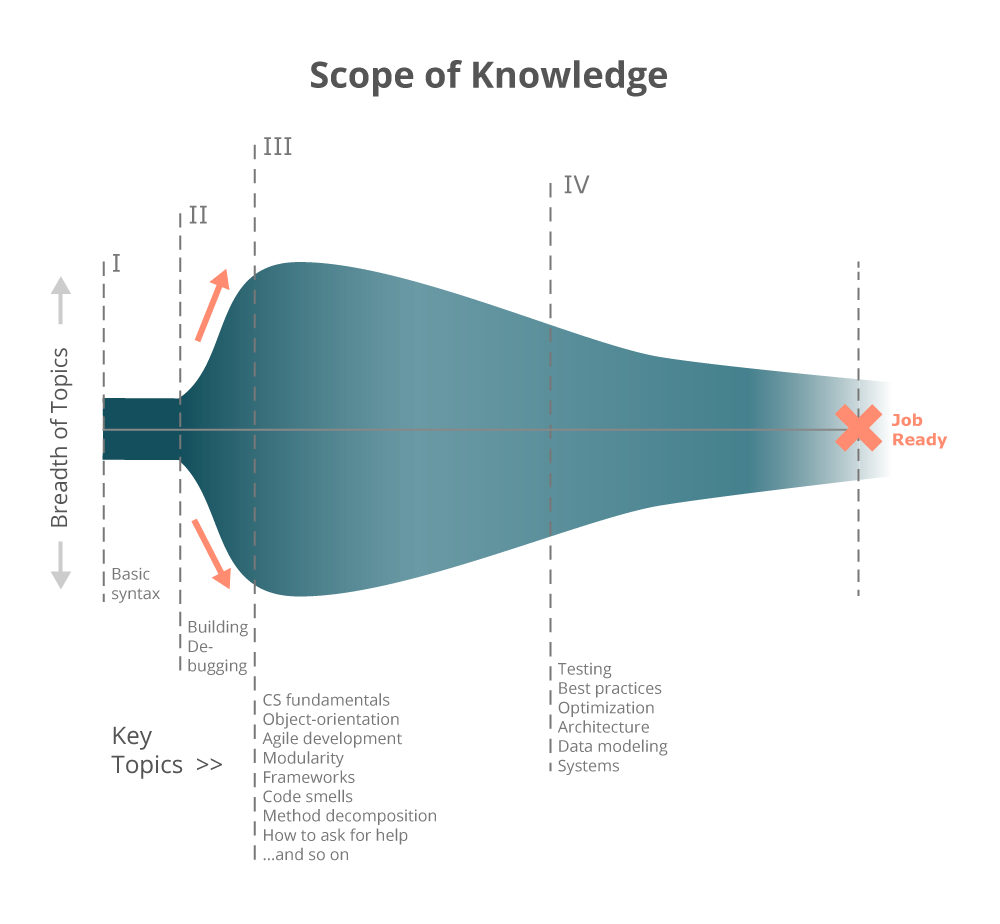 Scope of Knowledge
III
IV
II
I
Breadth of Topics
Job
Ready
Basic
syntax
Building
De-
bugging
Key
Topics >>
CS fundamentals
Object-orientation
Agile development
Modularity
Frameworks
Code smells
Method decomposition
How to ask for help
...and so on
Testing
Best practices
Optimization
Architecture
Data modeling
Systems